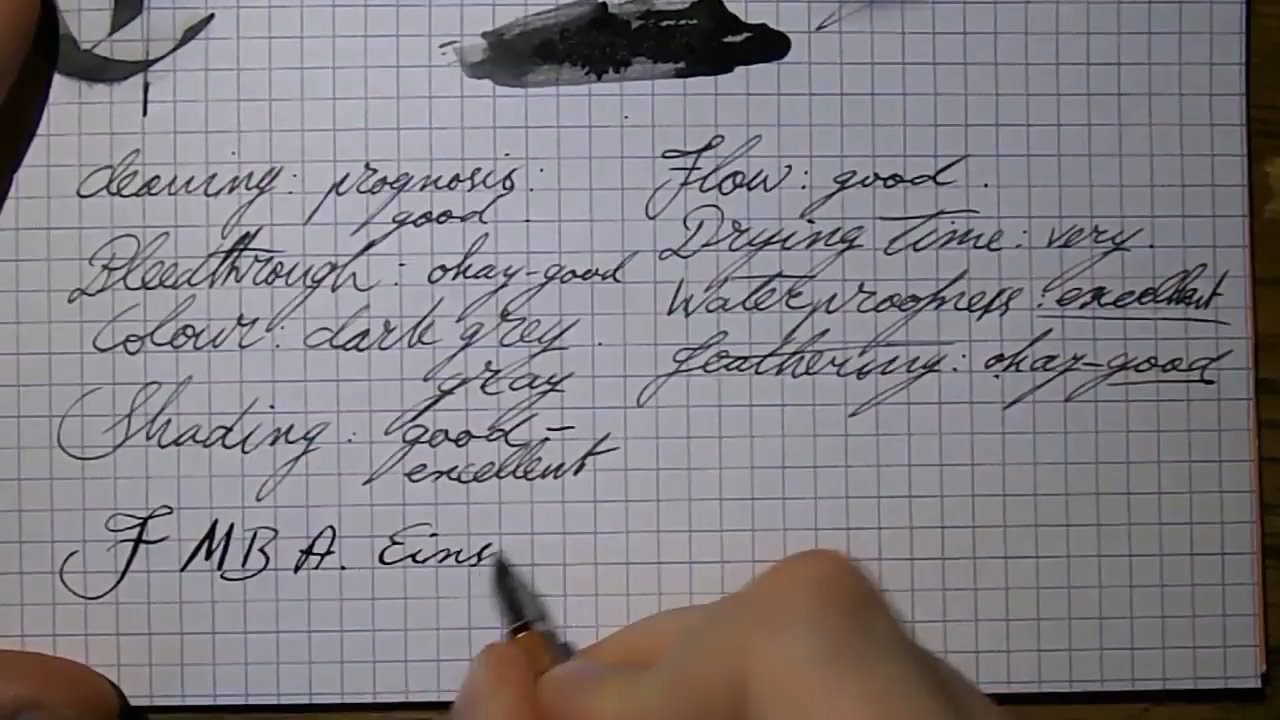 Cleaning: prognosis:
good.
Bleedthrough: okay-good
Colour: dark grey.
gray
Shading: good-
excellent
Flow: good.
Drying Time: very.
Waterproofness: excellent
feathering: okay-good
F MB A. Eins